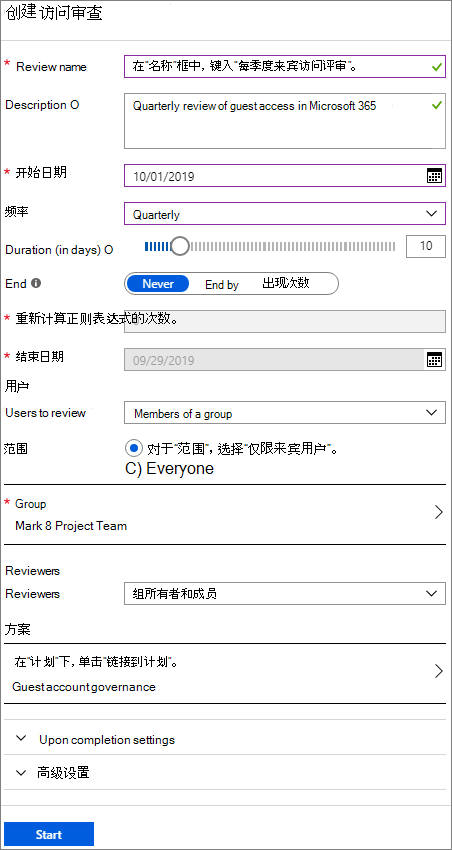 创建访问审查
* Review name 在“名称”框中，键入“每季度来宾访问评审”。
Description O Quarterly review of guest access in Microsoft 365
* 开始日期 10/01/2019
频率 Quarterly
Duration (in days) O 10
End Never End by 出现次数
* 重新计算正则表达式的次数。
* 结束日期 09/29/2019
用户
Users to review Members of a group
范围 对于“范围”，选择“仅限来宾用户”。
C) Everyone
* Group
Mark 8 Project Team
Reviewers
Reviewers 组所有者和成员
方案
在“计划”下，单击“链接到计划”。
Guest account governance
Upon completion settings
高级设置
Start